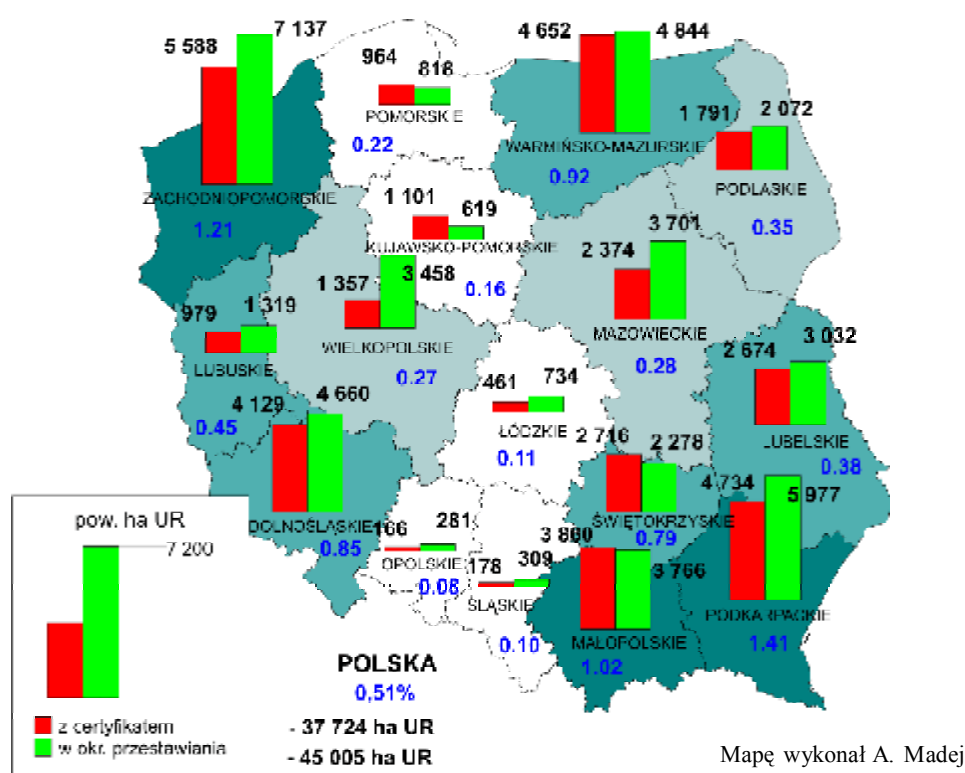 7 137
5 588
ZACHODNIOPOMORSKIE
1.21
964
818
POMORSKIE
0.22
4 652
4 844
WARMIŃSKO-MAZURSKIE
0.92
1 791
2 072
PODLASKIE
0.35
1 101
619
KUJAWSKO-POMORSKIE
0.16
1 357
3 458
WIELKOPOLSKIE
0.27
2 374
3 701
MAZOWIECKIE
0.28
979
1 319
LUBUSKIE
0.45
461
734
ŁÓDZKIE
0.11
2 674
3 032
LUBELSKIE
0.38
4 129
4 660
DOLNOŚLĄSKIE
0.85
2 716
2 278
ŚWIĘTOKRZYSKIE
0.79
4 734
5 977
PODKARPACKIE
1.41
166
281
OPOLSKIE
0.08
178
309
ŚLĄSKIE
0.10
3 766
MAŁOPOLSKIE
1.02
pow. ha UR
7 200
z certyfikatem
w okr. przestawiania
POLSKA
0,51%
- 37 724 ha UR
- 45 005 ha UR
Mapę wykonał A. Madej